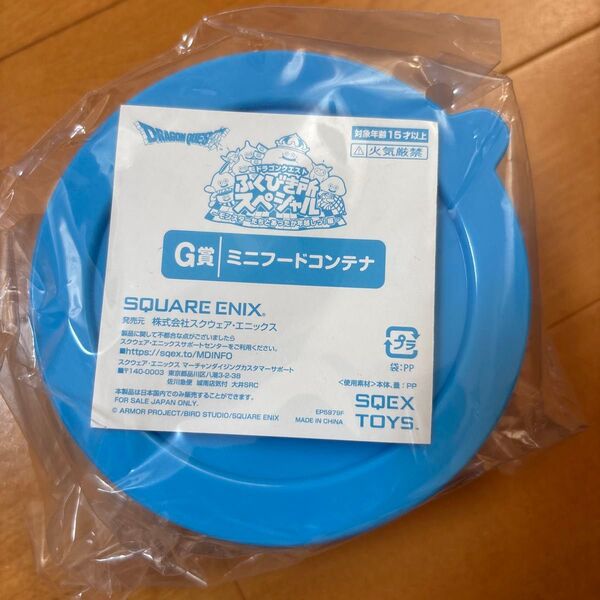 DRAGON QUEST
対象年齢15才以上
⚠火気厳禁
ドラゴンクエスト
ふくびき所
スペシャル
G賞 ミニフードコンテナ
SQUARE ENIX®
発売元 株式会社スクウェア・エニックス
製品に関して不都合な点がございましたら
スクウェア・エニックスサポートセンターをご利用ください。
■https://sqex.to/MDINFO
スクウェア・エニックス マーチャンダイジングカスタマーサポート
■〒140-0003 東京都品川区八潮3-2-38
佐川急便 城南店気付 大井SRC
本製品は日本国内でのみ販売することができます。
FOR SALE JAPAN ONLY.
© ARMOR PROJECT/BIRD STUDIO/SQUARE ENIX
プラ
袋:PP
<使用素材>本体、蓋:PP
SQEX
TOYS™
EP5979F
MADE IN CHINA